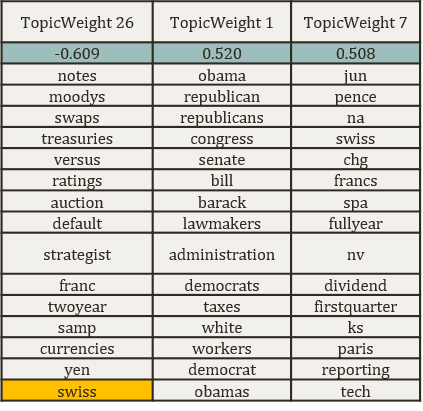 TopicWeight 26 TopicWeight 1 TopicWeight 7
-0.609 0.520 0.508
notes obama jun
moodys republican pence
swaps republicans na
treasuries congress swiss
versus senate chg
ratings bill francs
auction barack spa
default lawmakers fullyear
strategist administration nv
franc democrats dividend
twoyear taxes firstquarter
samp white ks
currencies workers paris
yen democrat reporting
swiss obamas tech